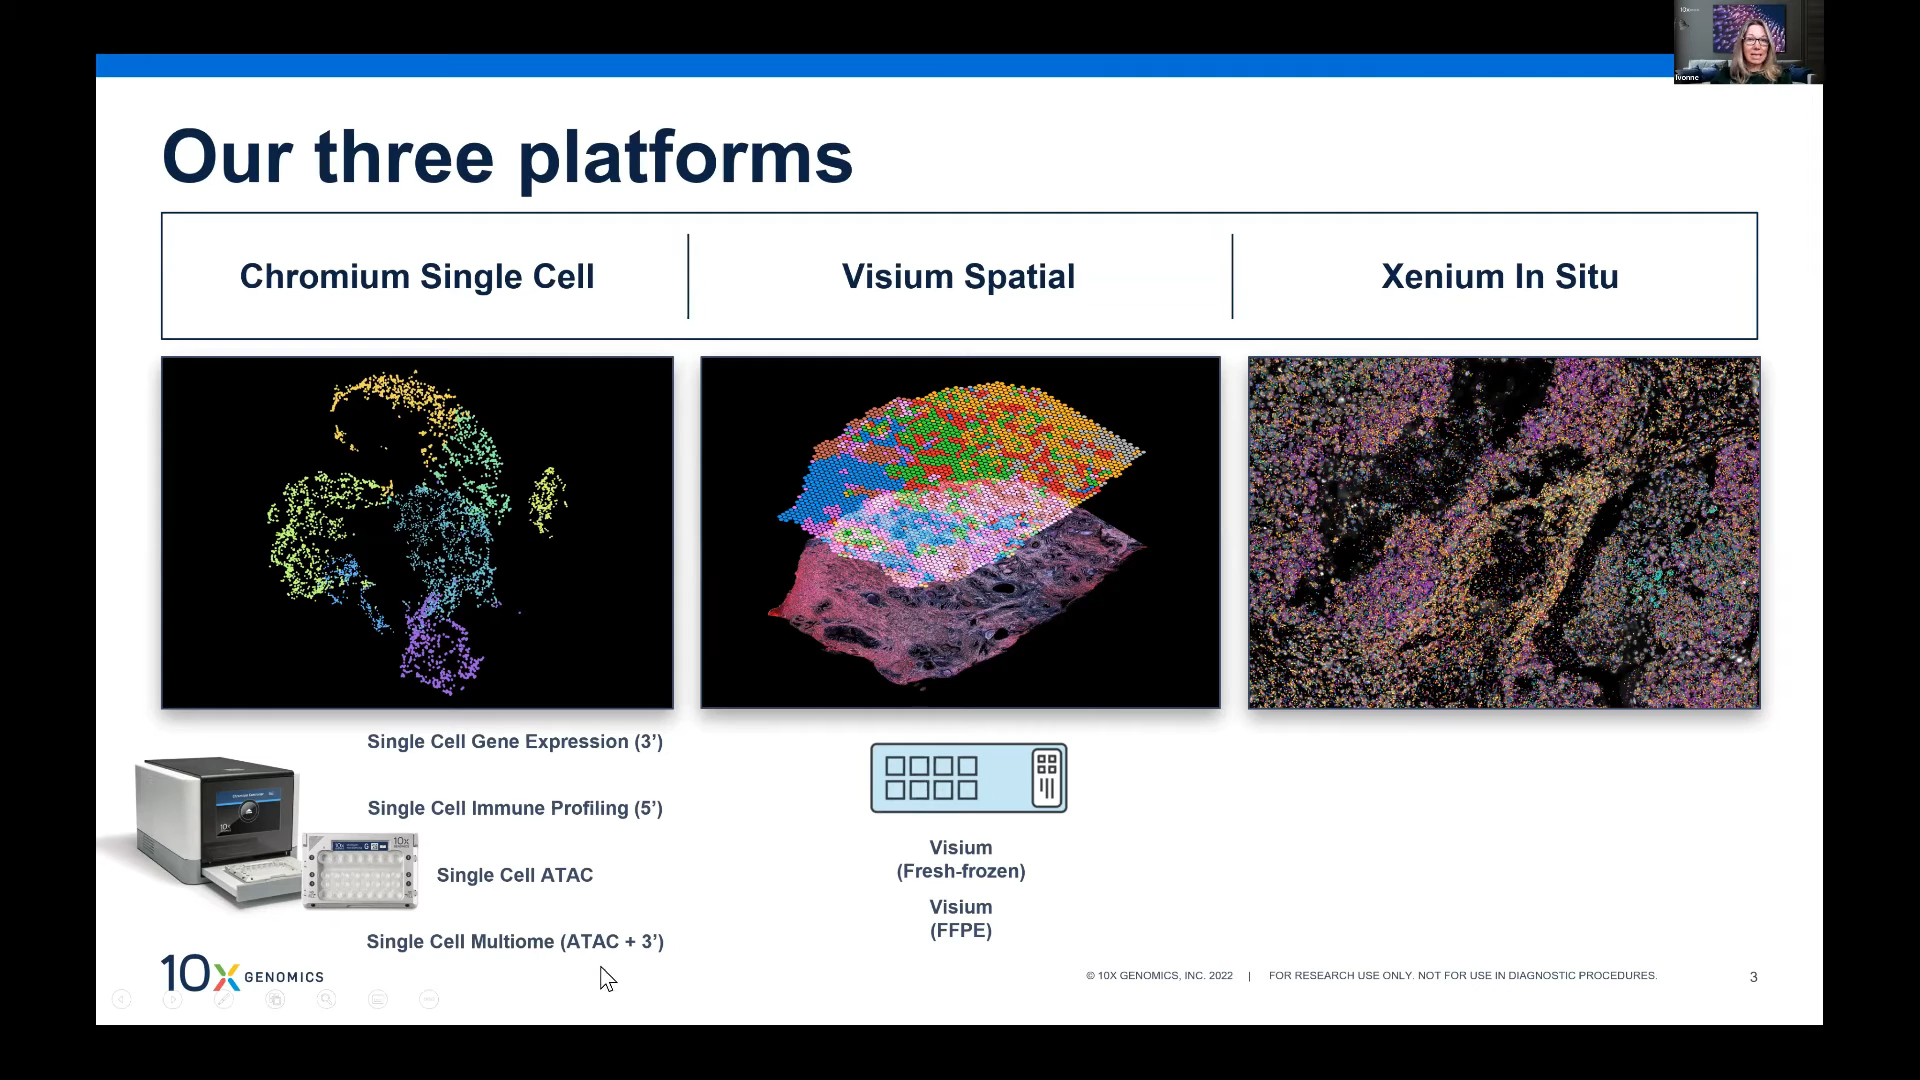 Ivonne
Our three platforms
Chromium Single Cell
Visium Spatial
Xenium In Situ
Single Cell Gene Expression (3’)
Single Cell Immune Profiling (5’)
Single Cell ATAC
Single Cell Multiome (ATAC + 3’)
10x
Visium
(Fresh-frozen)
Visium
(FFPE)
10x GENOMICS
© 10X GENOMICS, INC. 2022 | FOR RESEARCH USE ONLY. NOT FOR USE IN DIAGNOSTIC PROCEDURES.
3